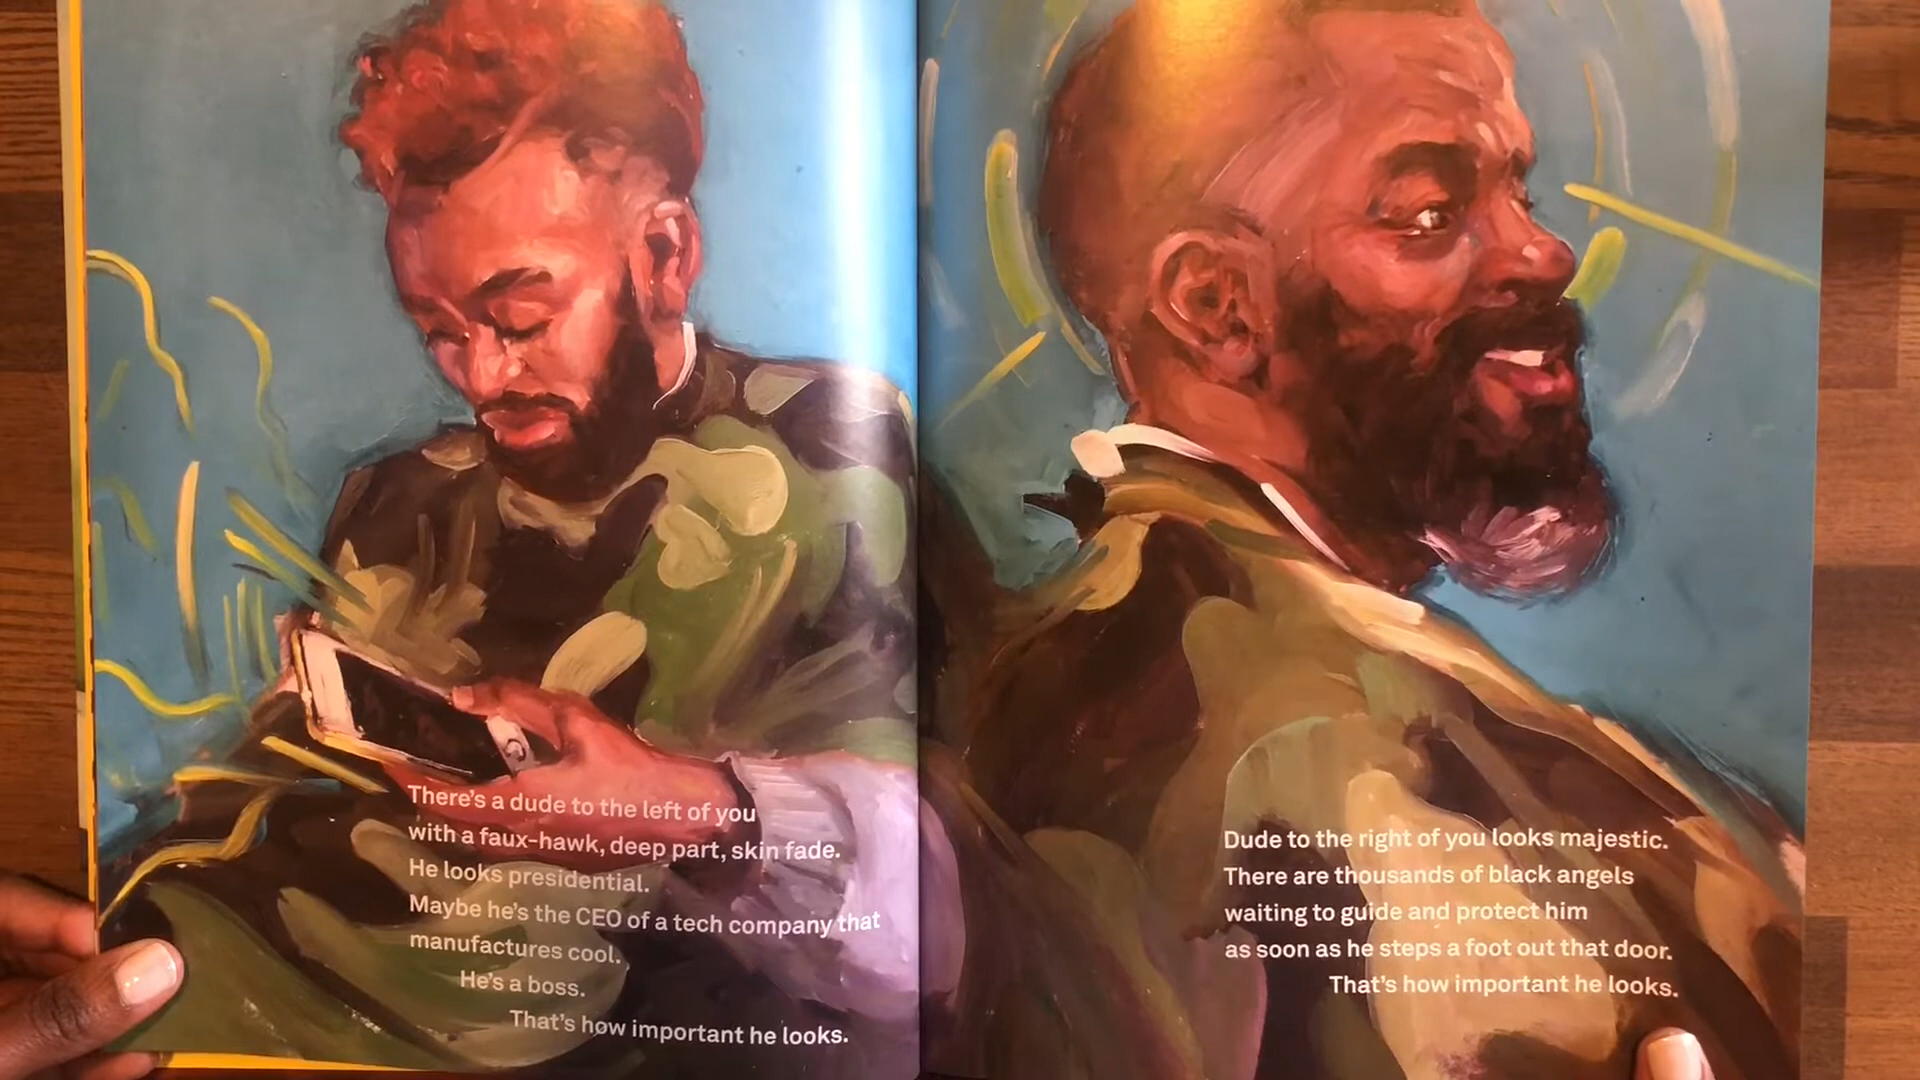 There's a dude to the left of you
with a faux-hawk, deep part, skin fade.
He looks presidential.
Maybe he's the CEO of a tech company that
manufactures cool.
He's a boss.
That's how important he looks.
Dude to the right of you looks majestic.
There are thousands of black angels
waiting to guide and protect him
as soon as he steps a foot out that door.
That's how important he looks.